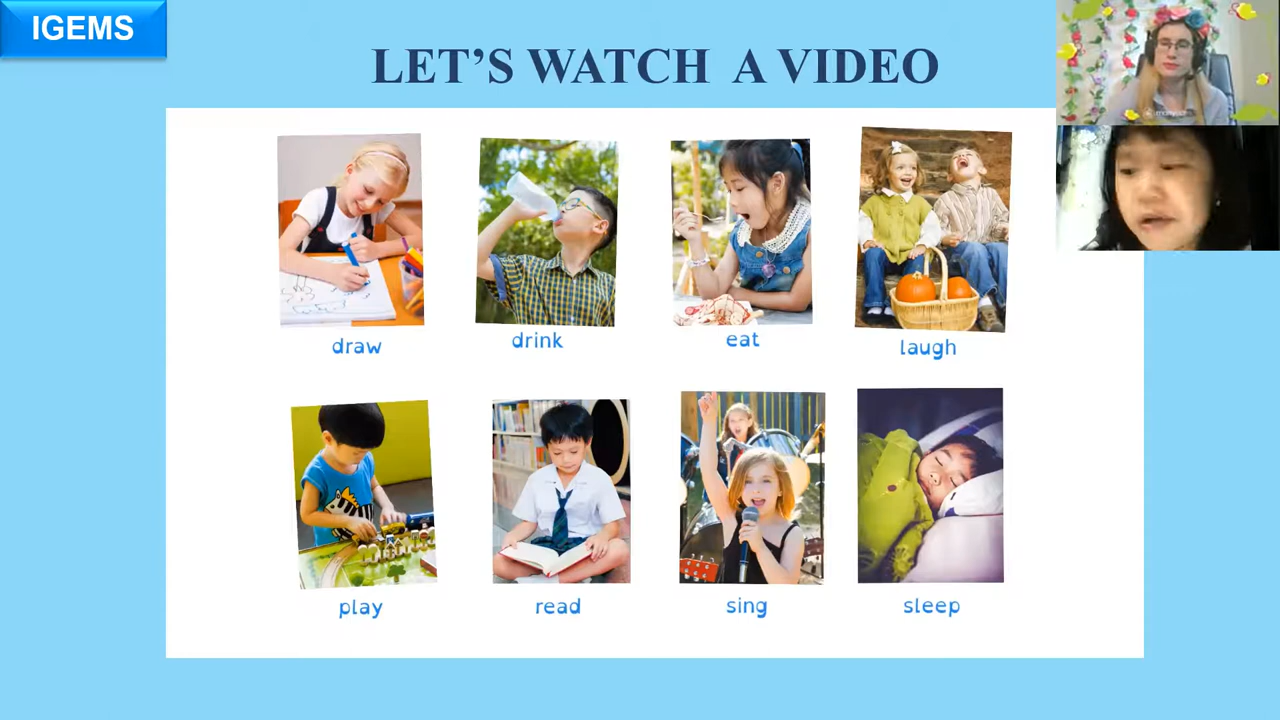 IGEMS
LET'S WATCH A VIDEO
draw
drink
eat
laugh
play
read
sing
sleep